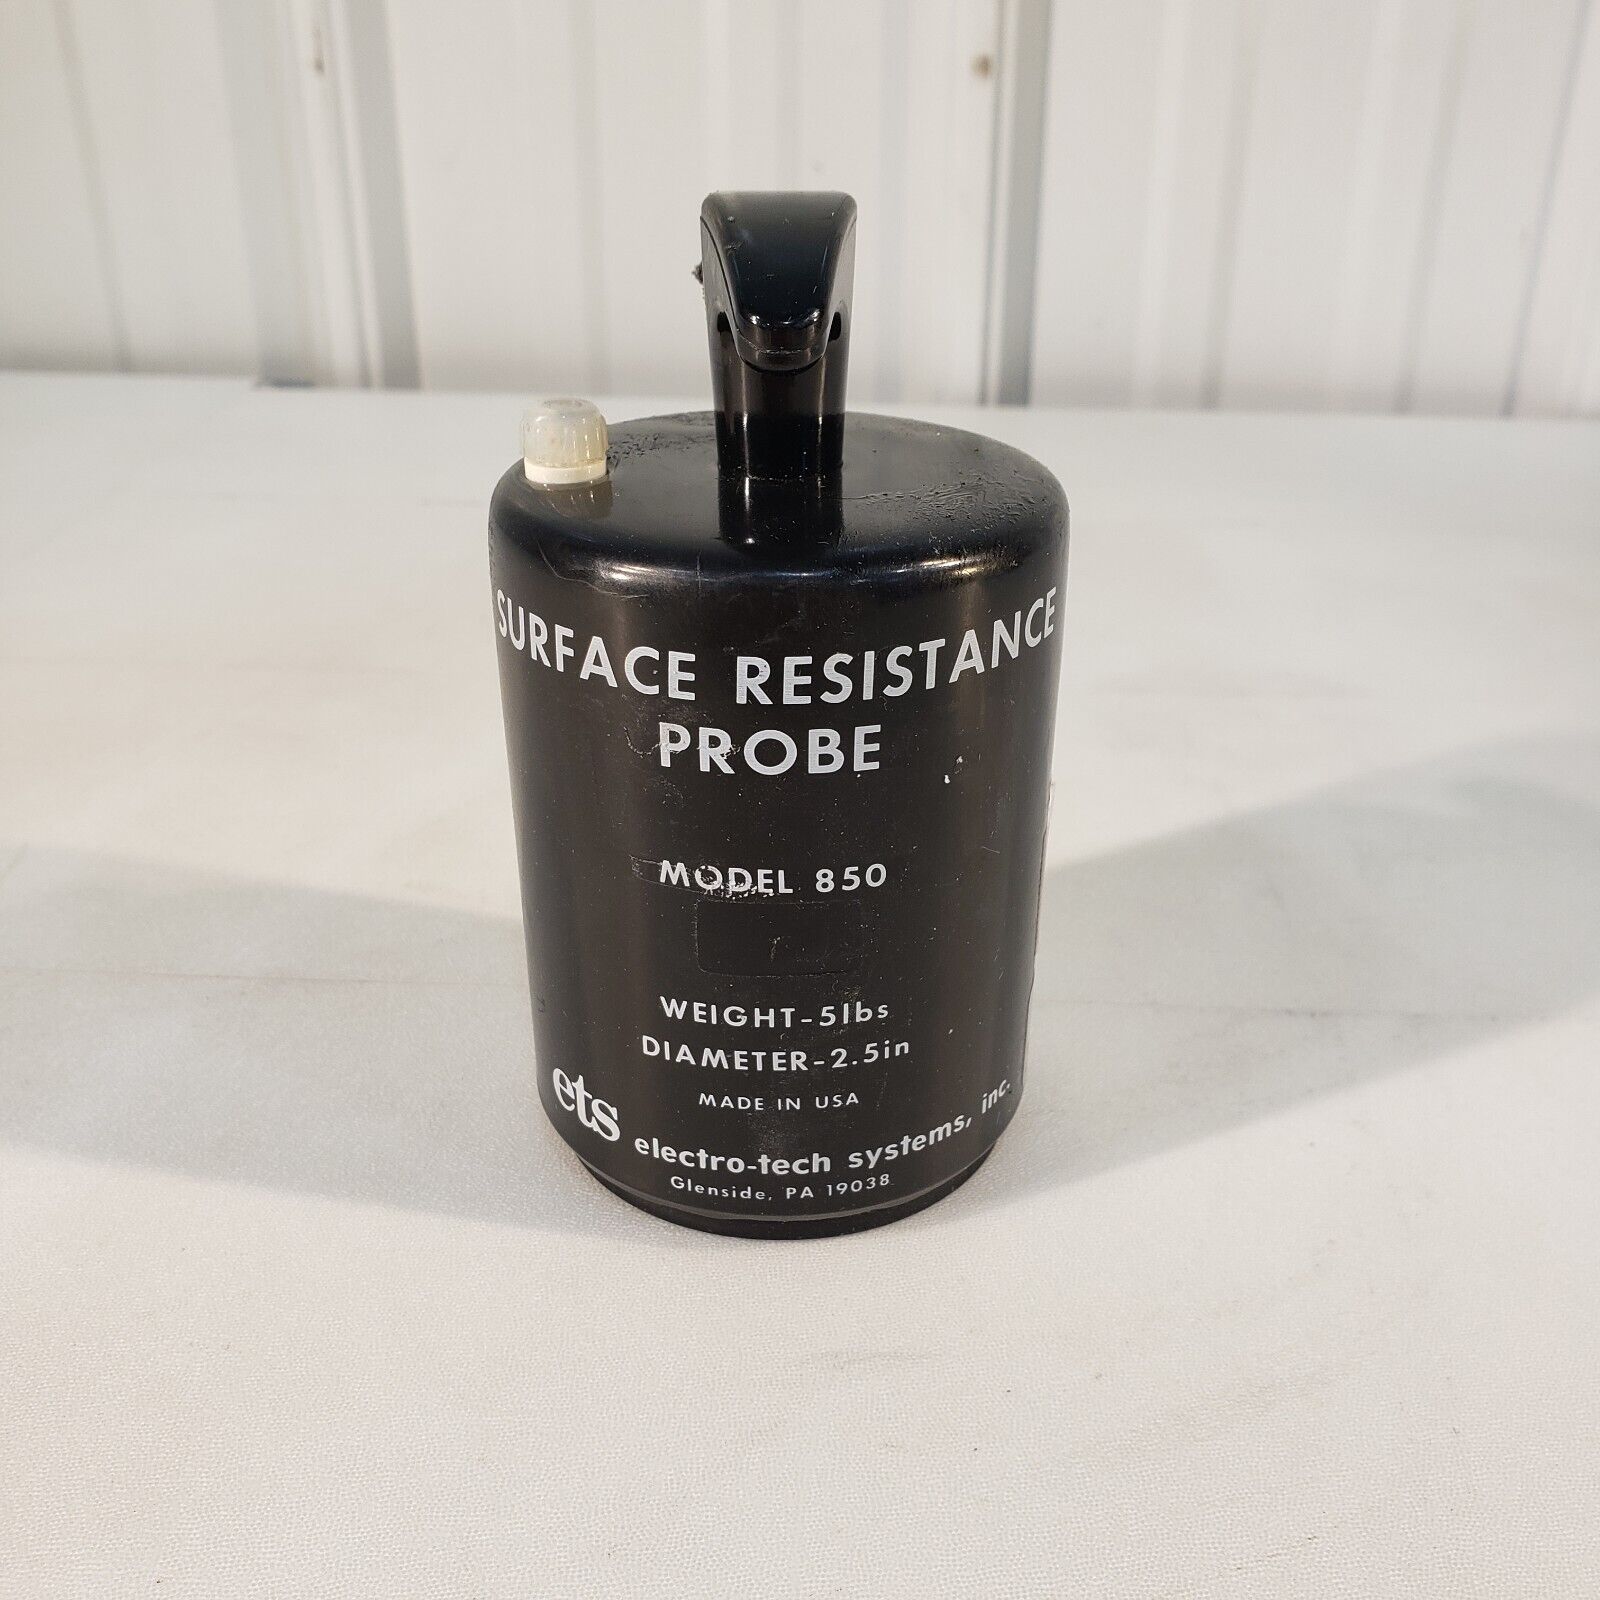 SURFACE RESISTANCE
PROBE
MODEL 850
WEIGHT-5lbs
DIAMETER-2.5in
MADE IN USA
ets electro-tech systems, inc.
Glenside, PA 19038